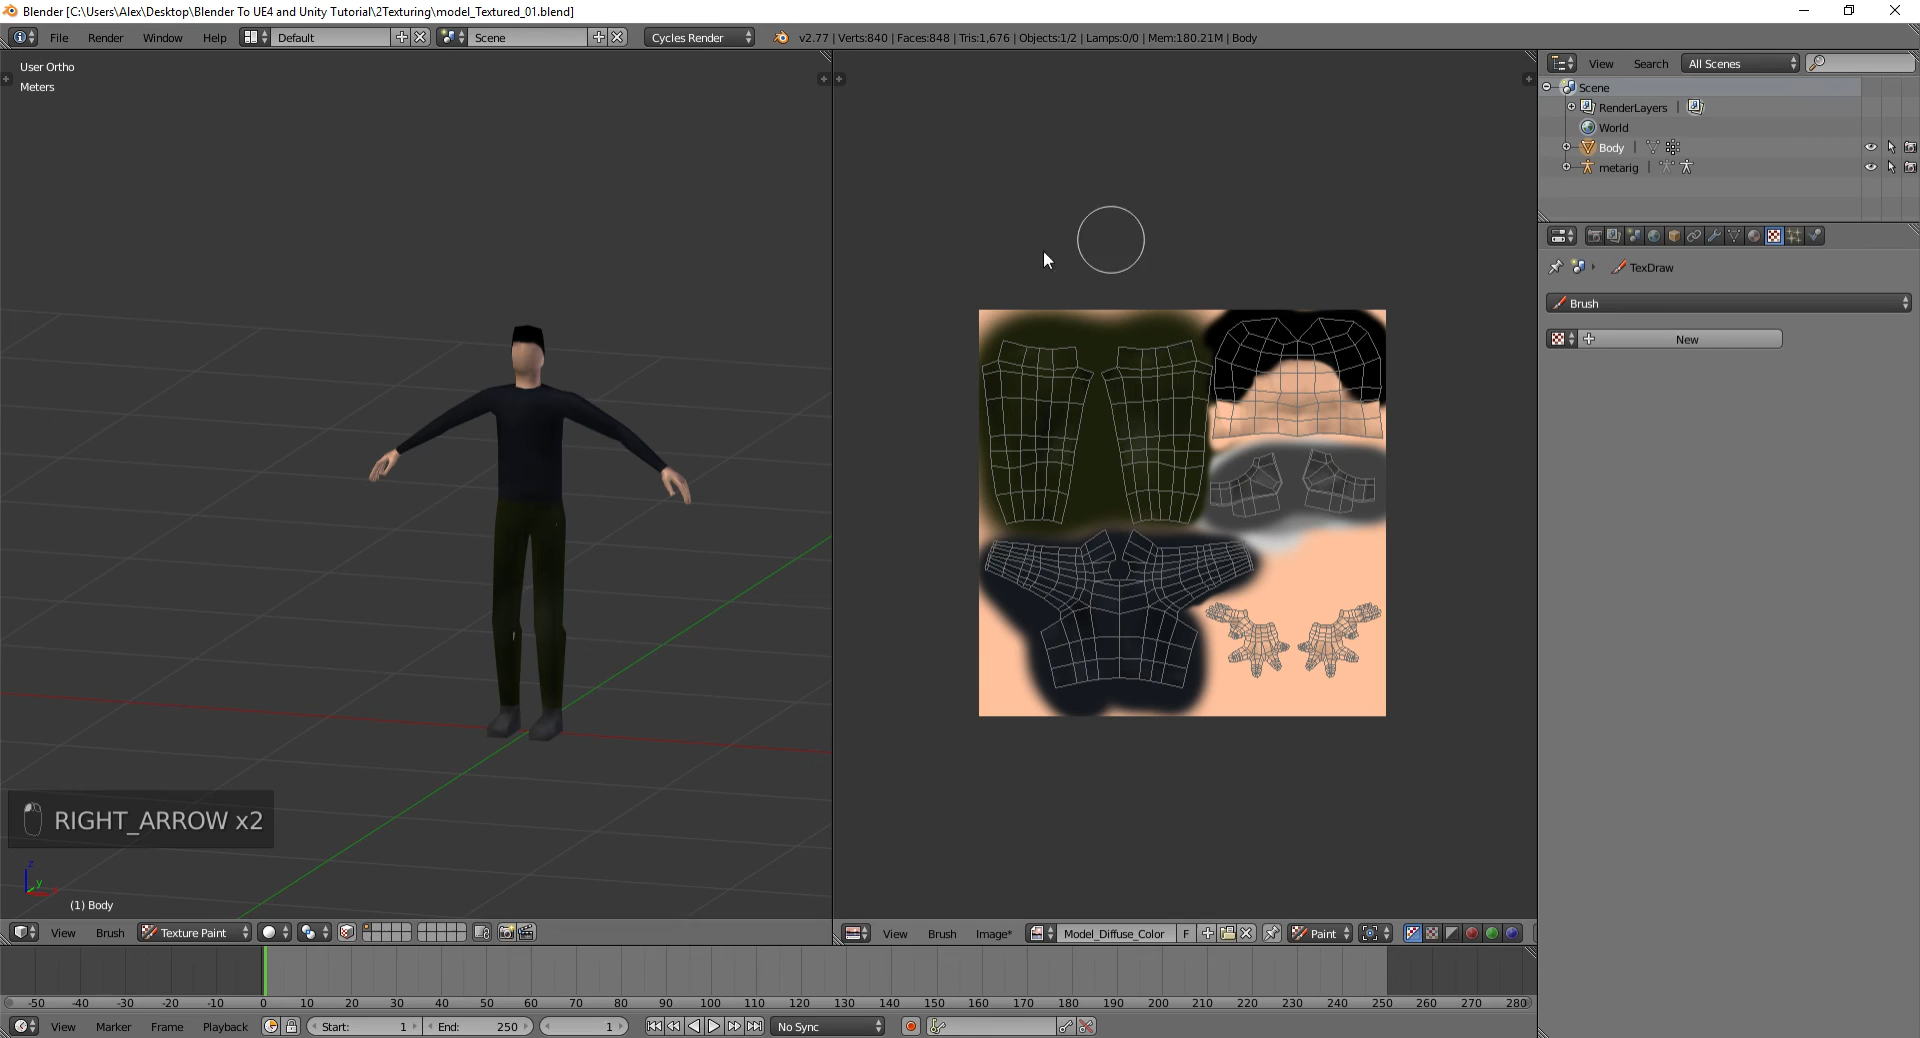 Blender [C:\Users\Alex\Desktop\Blender To UE4 and Unity Tutorial\2Texturing\model_Textured_01.blend]
File Render Window Help Default Scene Cycles Render v2.77 | Verts:840 | Faces:848 | Tris:1,676 | Objects:1/2 | Lamps:0/0 | Mem:180.21M | Body
User Ortho
Meters
View Search All Scenes
Scene
RenderLayers
World
Body
metarig
TexDraw
Brush
New
RIGHT_ARROW x2
z
y
(1) Body
View Brush Texture Paint
View Brush Image* Model_Diffuse_Color F Paint
-50 -40 -30 -20 -10 0 10 20 30 40 50 60 70 80 90 100 110 120 130 140 150 160 170 180 190 200 210 220 230 240 250 260 270 280
View Marker Frame Playback Start: 1 End: 250 1 No Sync